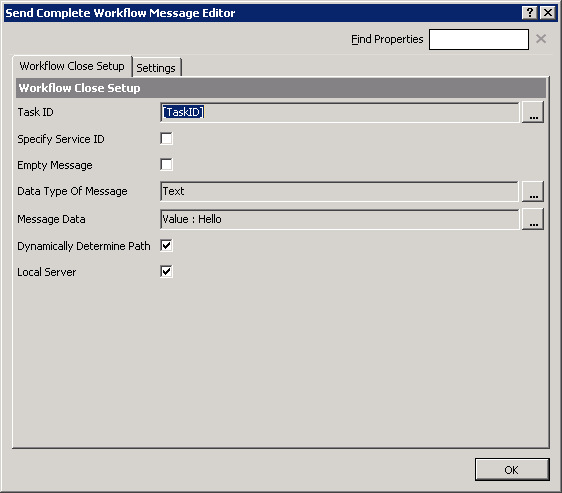 Send Complete Workflow Message Editor
Find Properties
Workflow Close Setup Settings
Workflow Close Setup
Task ID [TaskID] ...
Specify Service ID
Empty Message
Data Type Of Message Text ...
Message Data Value : Hello ...
Dynamically Determine Path
Local Server
OK